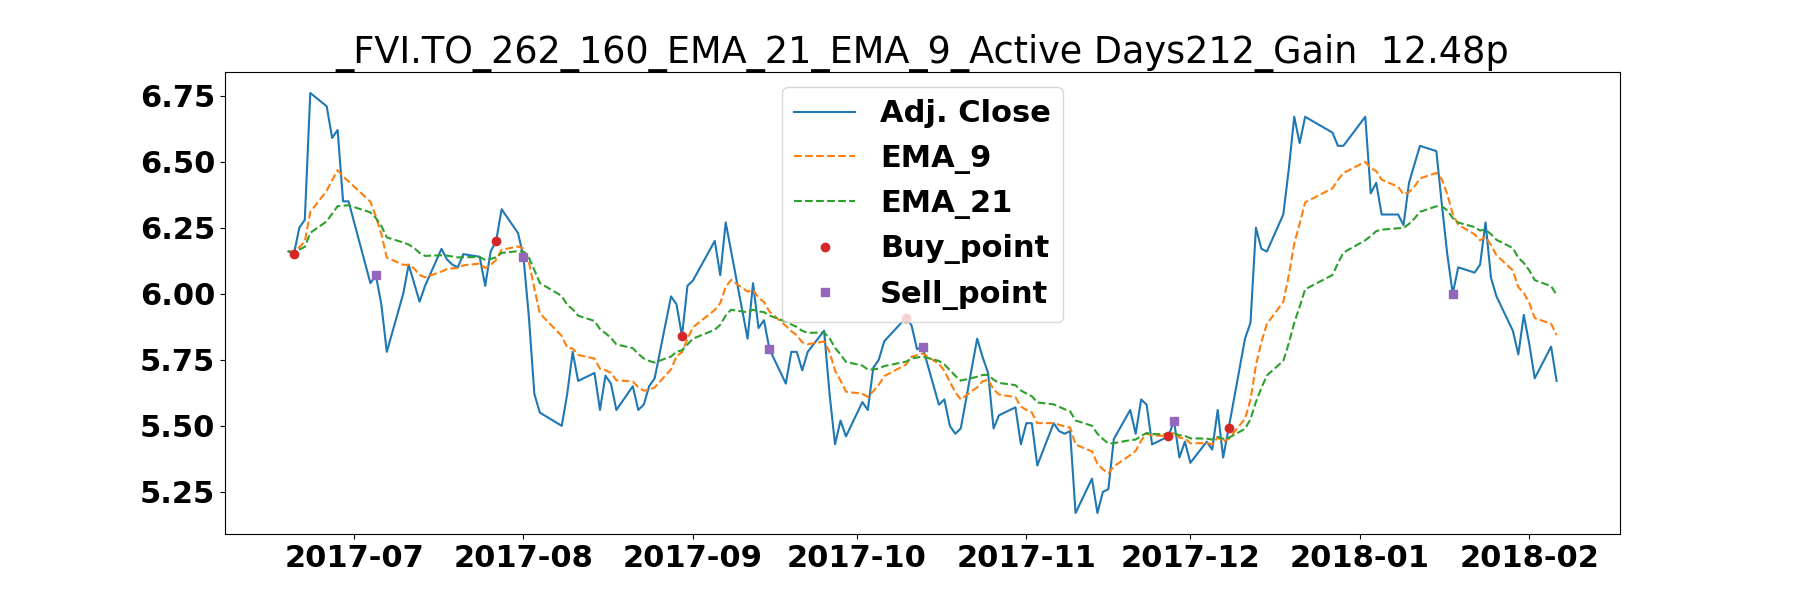 _FVI.TO_262_160_EMA_21_EMA_9_Active Days212_Gain  12.48p
6.75
6.50
6.25
6.00
5.75
5.50
5.25
Adj. Close
EMA_9
EMA_21
Buy_point
Sell_point
2017-07 2017-08 2017-09 2017-10 2017-11 2017-12 2018-01 2018-02